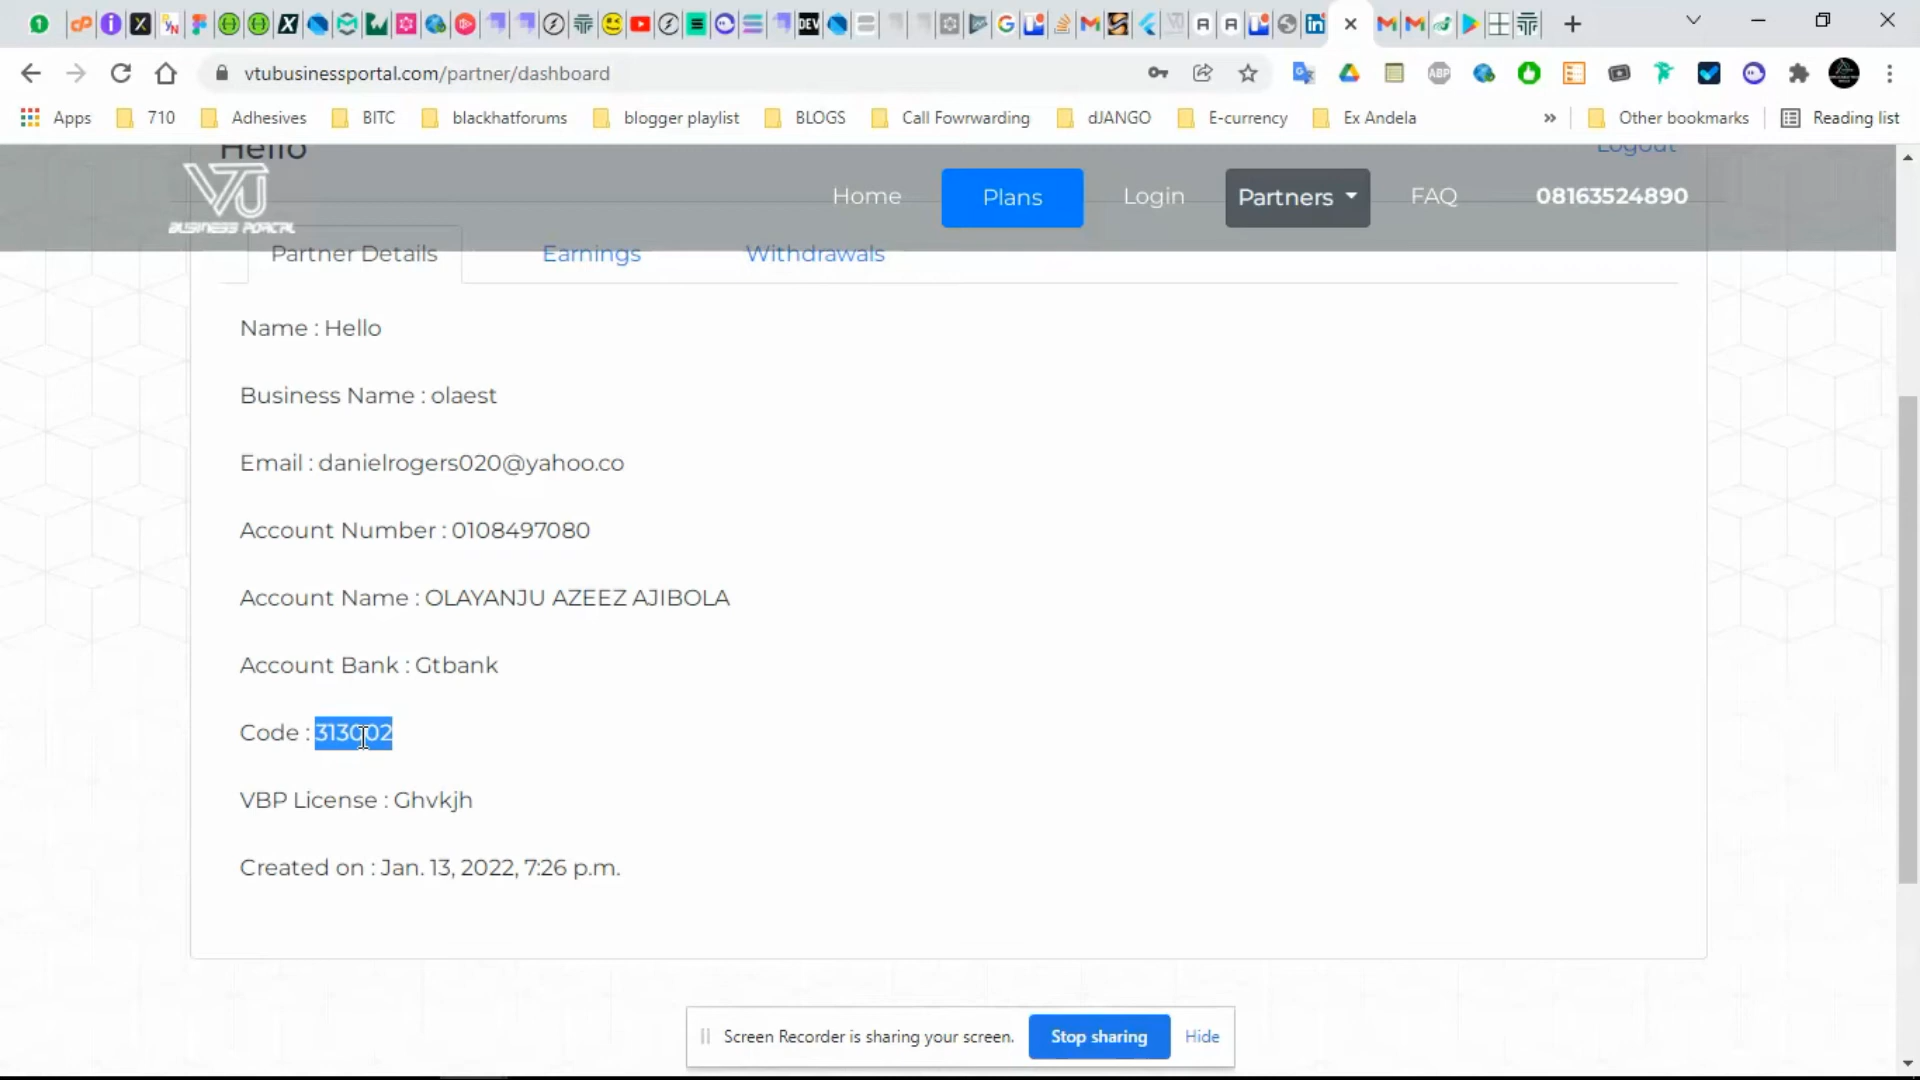 vtubusinessportal.com/partner/dashboard
Apps 710 Adhesives BITC blackhatforums blogger playlist BLOGS Call Fowrwarding dJANGO E-currency Ex Andela » Other bookmarks Reading list
Hello Logout
VTU
BUSINESS PORTAL
Home Plans Login Partners FAQ 08163524890
Partner Details Earnings Withdrawals
Name : Hello
Business Name : olaest
Email : danielrogers020@yahoo.co
Account Number : 0108497080
Account Name : OLAYANJU AZEEZ AJIBOLA
Account Bank : Gtbank
Code : 313002
VBP License : Ghvkjh
Created on : Jan. 13, 2022, 7:26 p.m.
Screen Recorder is sharing your screen. Stop sharing Hide